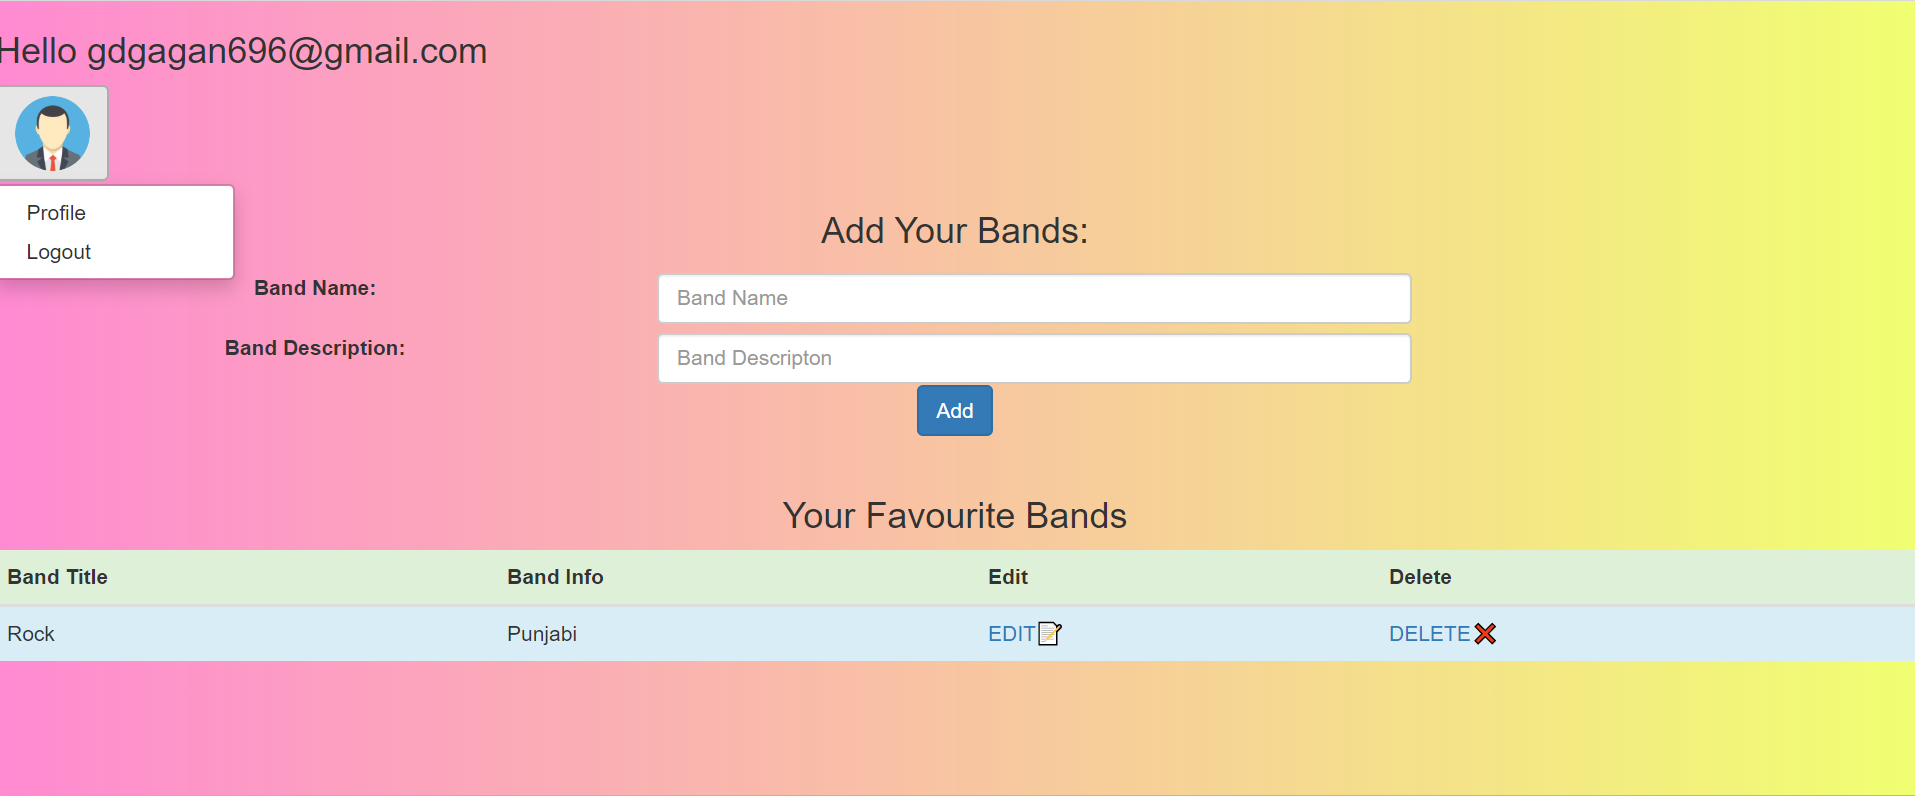 Hello gdgagan696@gmail.com
Profile
Logout
Add Your Bands:
Band Name: Band Name
Band Description: Band Descripton
Add
Your Favourite Bands
Band Title Band Info Edit Delete
Rock Punjabi EDIT DELETE